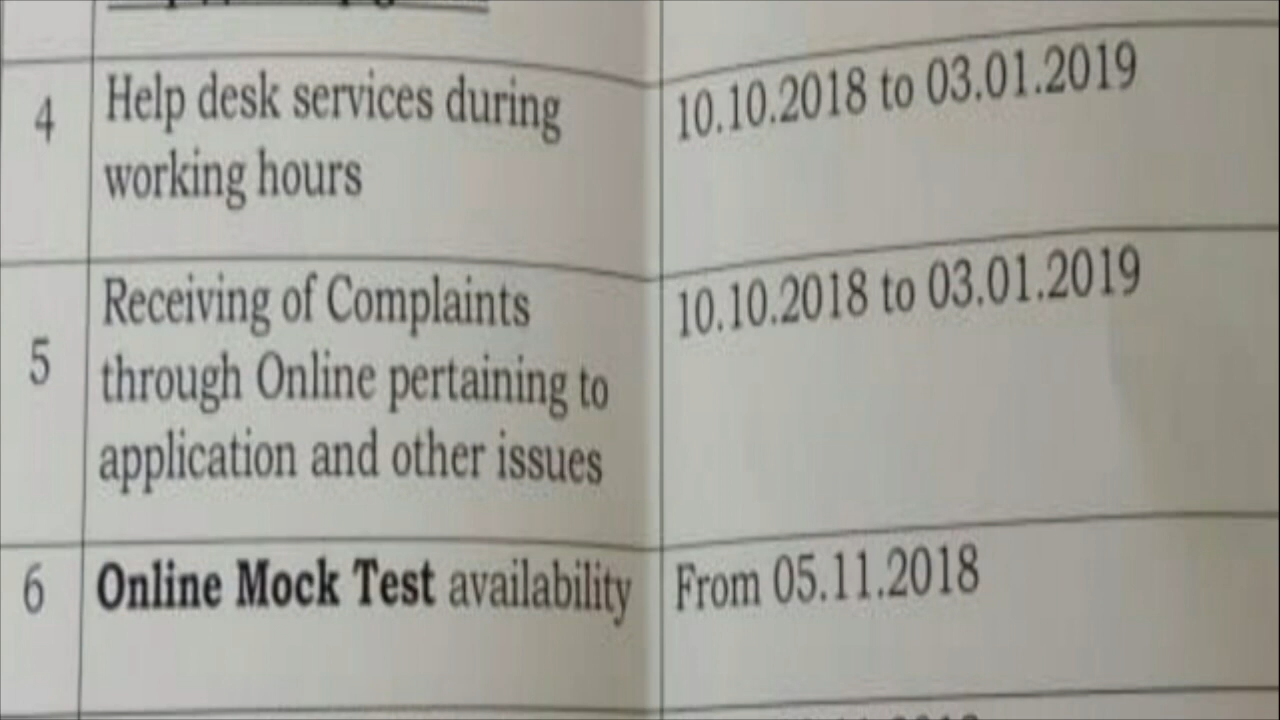 4
Help desk services during
working hours
10.10.2018 to 03.01.2019
5
Receiving of Complaints
through Online pertaining to
application and other issues
10.10.2018 to 03.01.2019
6
Online Mock Test availability
From 05.11.2018